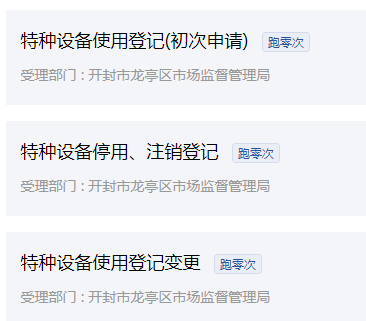 特种设备使用登记(初次申请) 跑零次
受理部门：开封市龙亭区市场监督管理局
特种设备停用、注销登记 跑零次
受理部门：开封市龙亭区市场监督管理局
特种设备使用登记变更 跑零次
受理部门：开封市龙亭区市场监督管理局